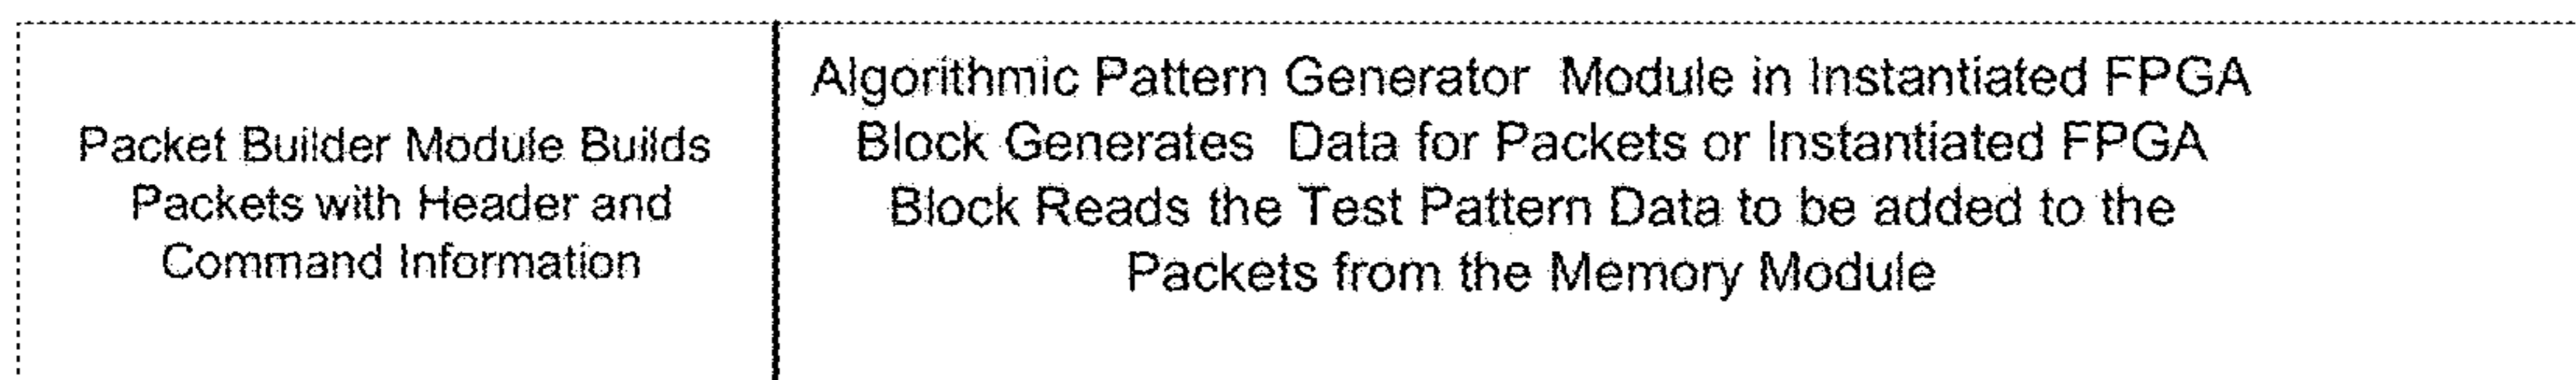 Packet Builder Module Builds
Packets with Header and
Command Information
Algorithmic Pattern Generator Module in Instantiated FPGA
Block Generates Data for Packets or Instantiated FPGA
Block Reads the Test Pattern Data to be added to the
Packets from the Memory Module